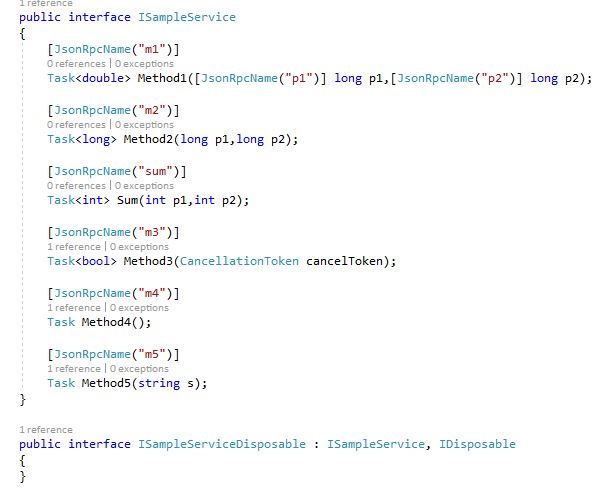 1 reference
public interface ISampleService
{
[JsonRpcName("m1")]
0 references | 0 exceptions
Task<double> Method1([JsonRpcName("p1")] long p1,[JsonRpcName("p2")] long p2);
[JsonRpcName("m2")]
0 references | 0 exceptions
Task<long> Method2(long p1,long p2);
[JsonRpcName("sum")]
0 references | 0 exceptions
Task<int> Sum(int p1,int p2);
[JsonRpcName("m3")]
1 reference | 0 exceptions
Task<bool> Method3(CancellationToken cancelToken);
[JsonRpcName("m4")]
1 reference | 0 exceptions
Task Method4();
[JsonRpcName("m5")]
1 reference | 0 exceptions
Task Method5(string s);
}
1 reference
public interface ISampleServiceDisposable : ISampleService, IDisposable
{
}